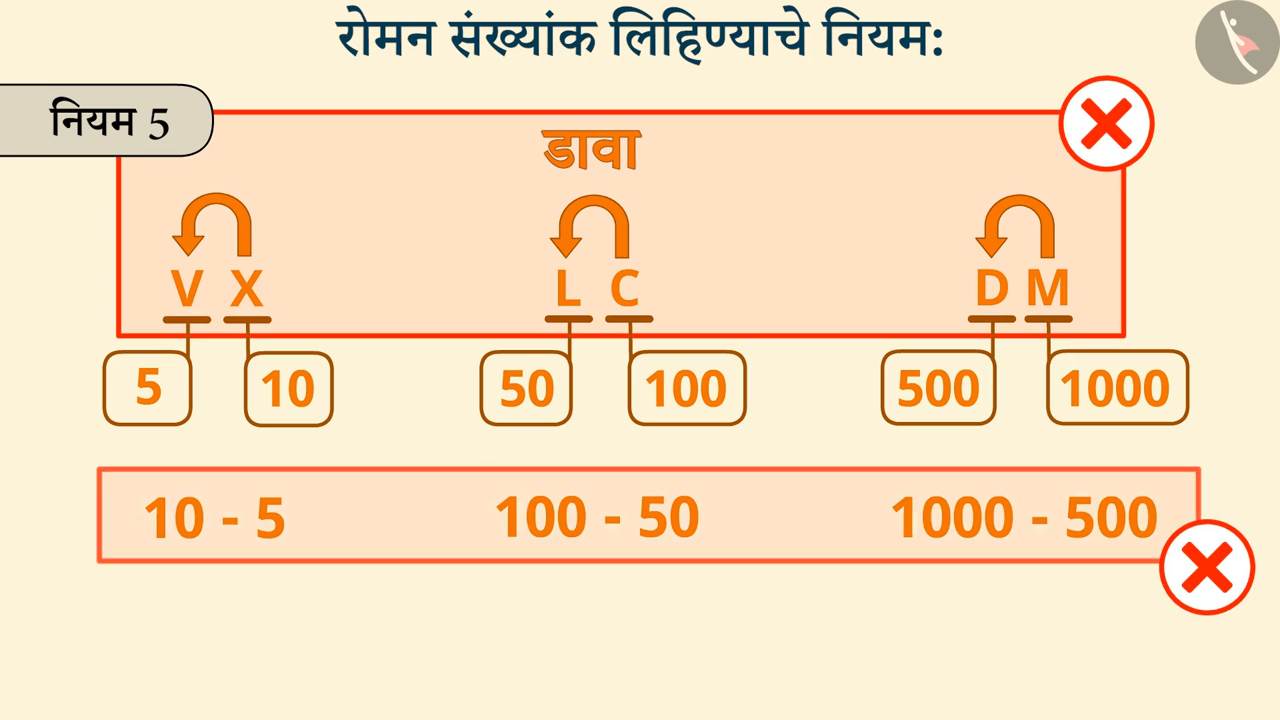 रोमन संख्यांक लिहिण्याचे नियम:
नियम 5
डावा
V X L C D M
5 10 50 100 500 1000
10 - 5 100 - 50 1000 - 500